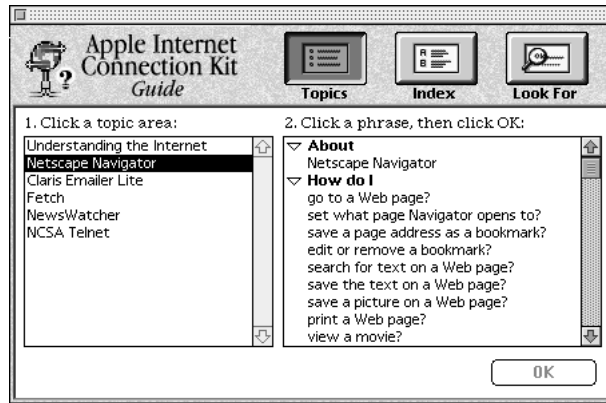 Apple Internet
Connection Kit
Guide
?
Topics
Index
Look For
1. Click a topic area:
Understanding the Internet
Netscape Navigator
Claris Emailer Lite
Fetch
NewsWatcher
NCSA Telnet
2. Click a phrase, then click OK:
About
Netscape Navigator
How do I
go to a Web page?
set what page Navigator opens to?
save a page address as a bookmark?
edit or remove a bookmark?
search for text on a Web page?
save the text on a Web page?
save a picture on a Web page?
print a Web page?
view a movie?
OK